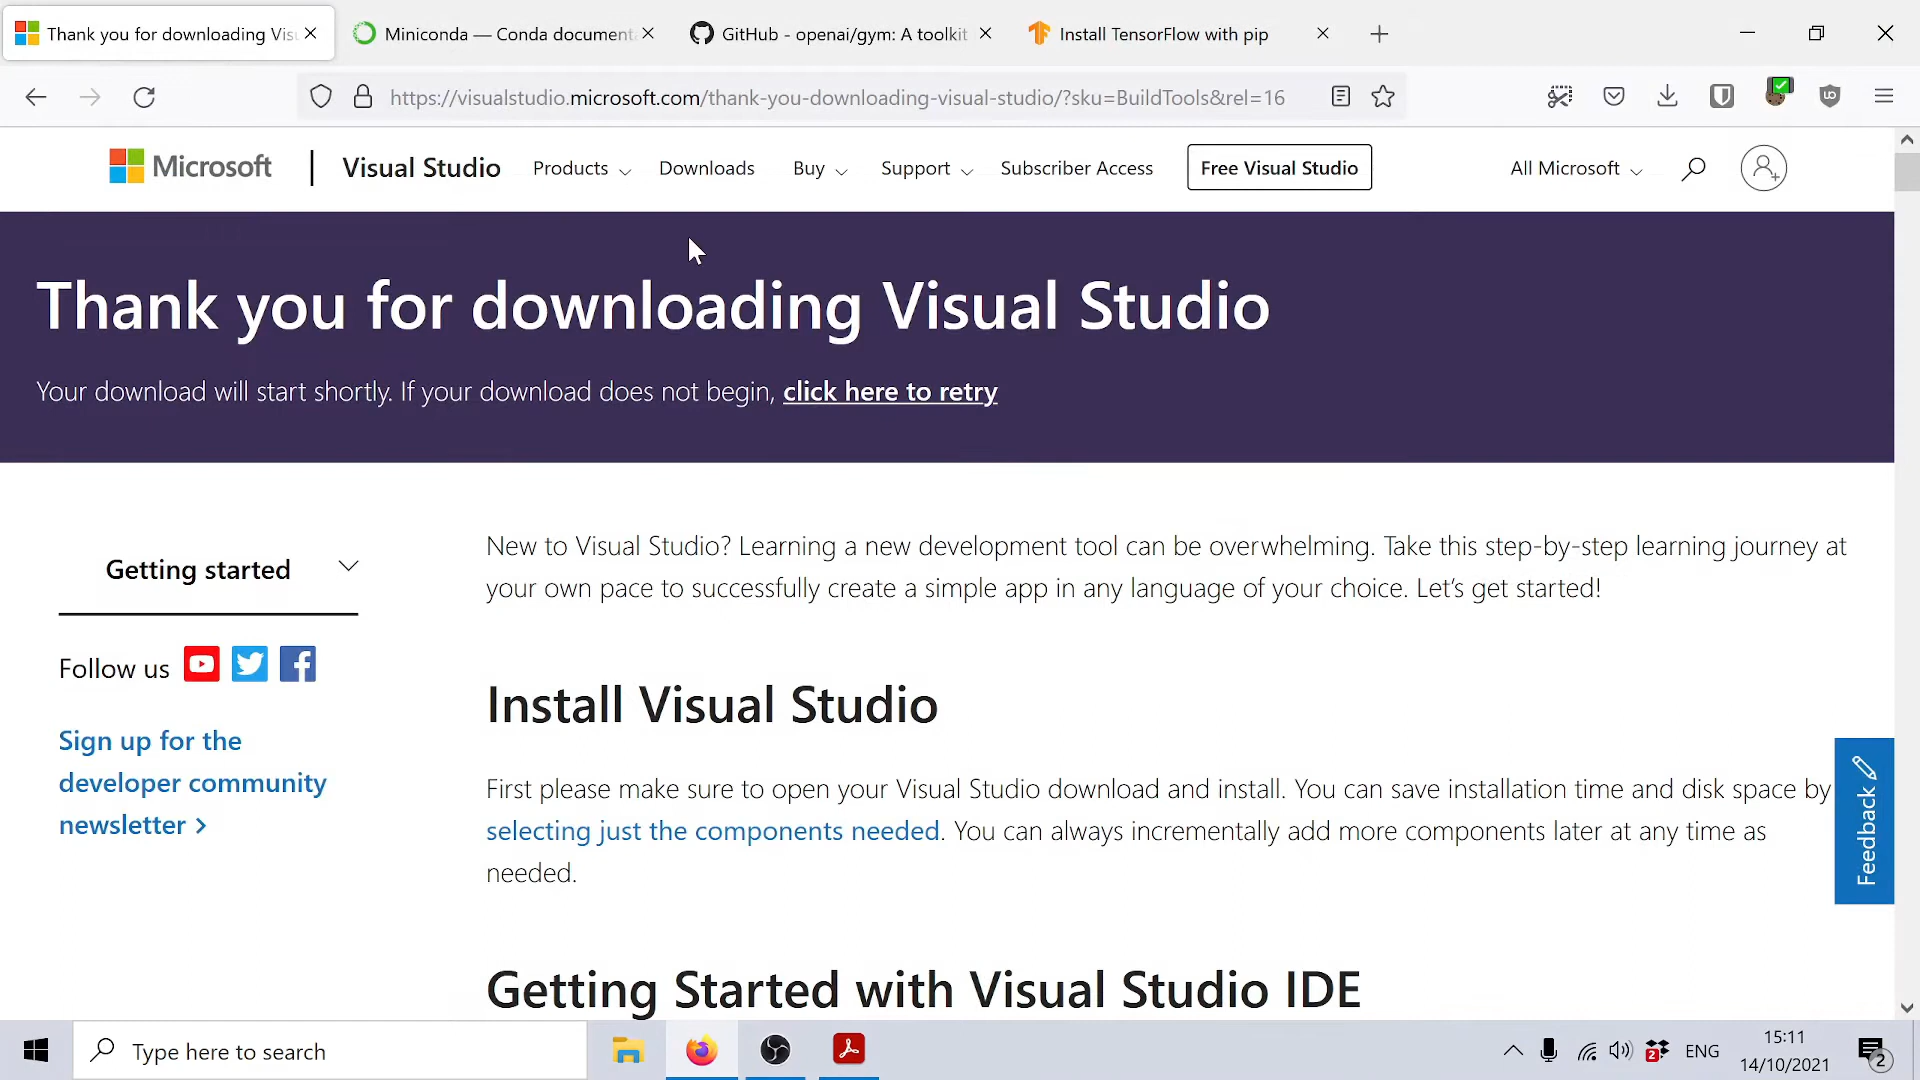 Thank you for downloading Vis
Miniconda — Conda document
GitHub - openai/gym: A toolkit
Install TensorFlow with pip
https://visualstudio.microsoft.com/thank-you-downloading-visual-studio/?sku=BuildTools&rel=16
Microsoft
Visual Studio
Products
Downloads
Buy
Support
Subscriber Access
Free Visual Studio
All Microsoft
Thank you for downloading Visual Studio
Your download will start shortly. If your download does not begin, click here to retry
Getting started
Follow us
Sign up for the
developer community
newsletter
New to Visual Studio? Learning a new development tool can be overwhelming. Take this step-by-step learning journey at
your own pace to successfully create a simple app in any language of your choice. Let’s get started!
Install Visual Studio
First please make sure to open your Visual Studio download and install. You can save installation time and disk space by
selecting just the components needed. You can always incrementally add more components later at any time as
needed.
Getting Started with Visual Studio IDE
Feedback
Type here to search
2
ENG
15:11
14/10/2021
2